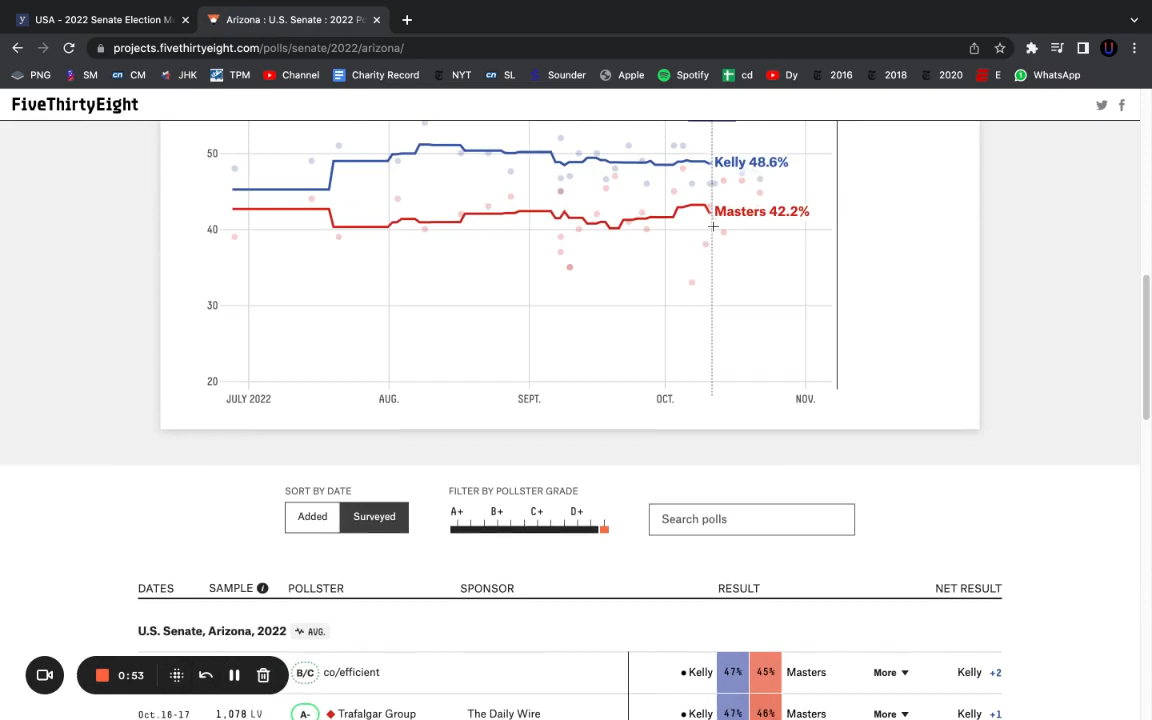 USA - 2022 Senate Election Ma
Arizona : U.S. Senate : 2022 Po
projects.fivethirtyeight.com/polls/senate/2022/arizona/
PNG SM CM JHK TPM Channel Charity Record NYT SL Sounder Apple Spotify cd Dy 2016 2018 2020 E WhatsApp
FiveThirtyEight
50
Kelly 48.6%
Masters 42.2%
40
30
20
JULY 2022 AUG. SEPT. OCT. NOV.
SORT BY DATE FILTER BY POLLSTER GRADE
A+ B+ C+ D+
Added Surveyed Search polls
DATES SAMPLE POLLSTER SPONSOR RESULT NET RESULT
U.S. Senate, Arizona, 2022 AVG.
0:53 B/C co/efficient Kelly 47% 45% Masters More Kelly +2
Oct.16-17 1,078 LV A- Trafalgar Group The Daily Wire Kelly 47% 46% Masters More Kelly +1